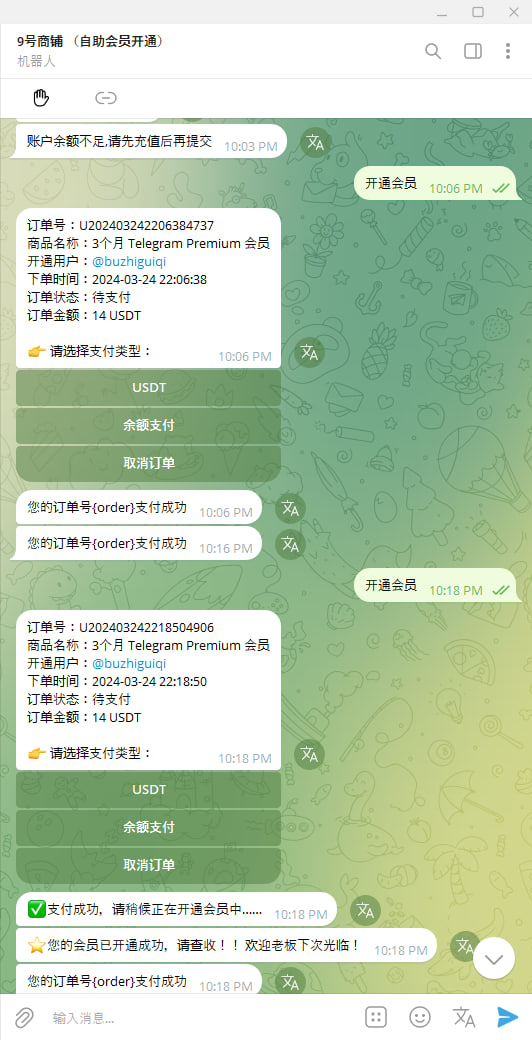 9号商铺 （自助会员开通）
机器人
账户余额不足,请先充值后再提交 10:03 PM
开通会员 10:06 PM
订单号：U202403242206384737
商品名称：3个月 Telegram Premium 会员
开通用户：@buzhiguiqi
下单时间：2024-03-24 22:06:38
订单状态：待支付
订单金额：14 USDT
👉 请选择支付类型： 10:06 PM
USDT
余额支付
取消订单
您的订单号{order}支付成功 10:06 PM
您的订单号{order}支付成功 10:16 PM
开通会员 10:18 PM
订单号：U202403242218504906
商品名称：3个月 Telegram Premium 会员
开通用户：@buzhiguiqi
下单时间：2024-03-24 22:18:50
订单状态：待支付
订单金额：14 USDT
👉 请选择支付类型： 10:18 PM
USDT
余额支付
取消订单
✅支付成功，请稍候正在开通会员中...... 10:18 PM
⭐您的会员已开通成功，请查收！！欢迎老板下次光临！ 10:18 PM
您的订单号{order}支付成功 10:18 PM
输入消息...